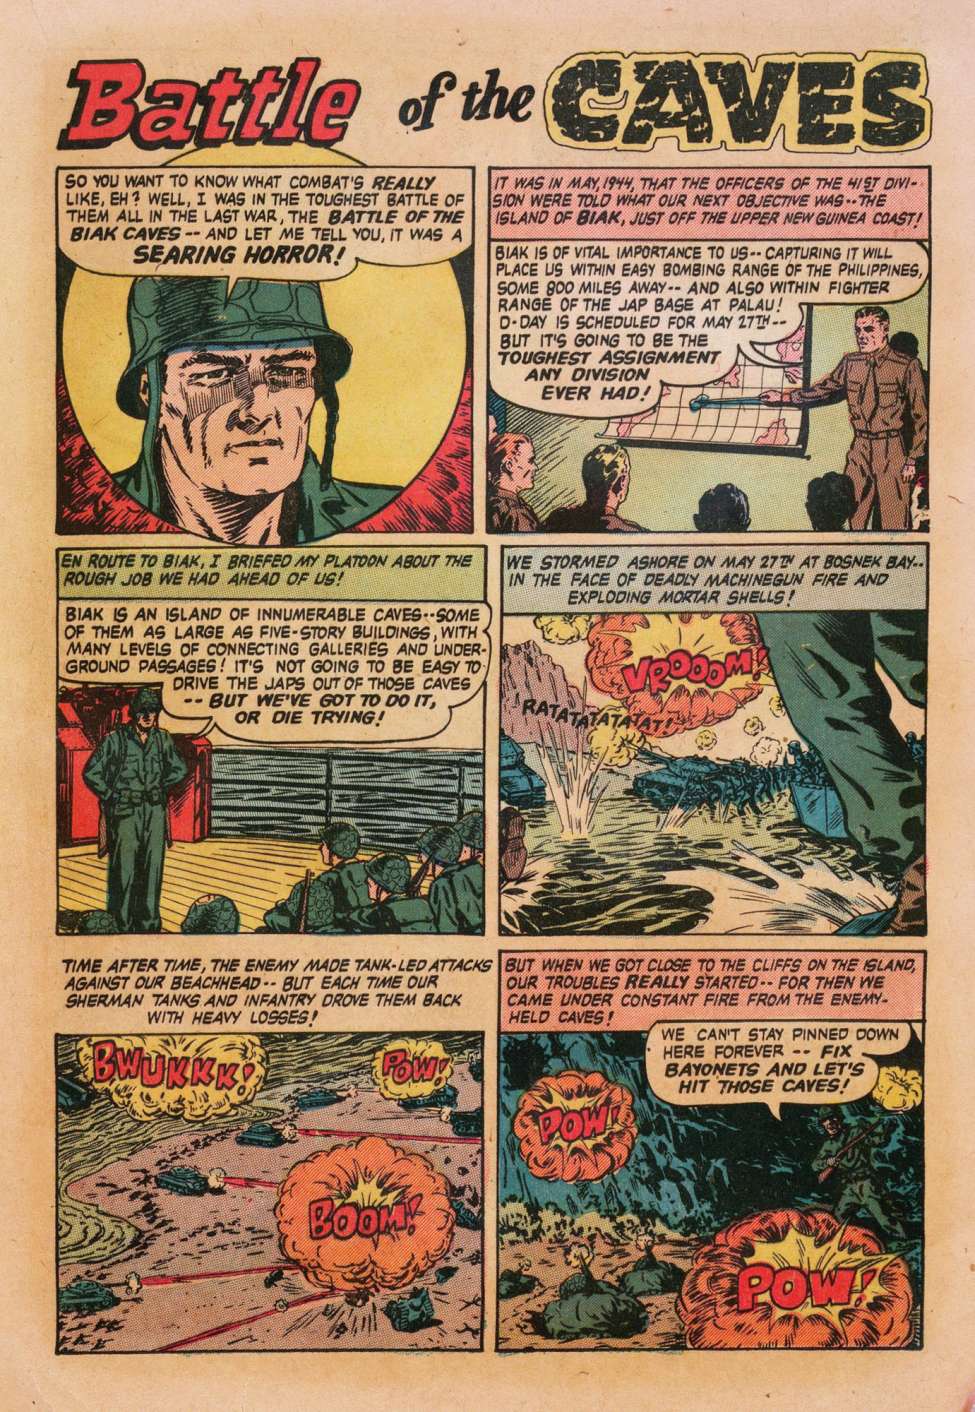 Battle of the CAVES
SO YOU WANT TO KNOW WHAT COMBAT'S REALLY
LIKE, EH? WELL, I WAS IN THE TOUGHEST BATTLE OF
THEM ALL IN THE LAST WAR, THE BATTLE OF THE
BIAK CAVES -- AND LET ME TELL YOU, IT WAS A
SEARING HORROR!
IT WAS IN MAY, 1944, THAT THE OFFICERS OF THE 41ST DIVI-
SION WERE TOLD WHAT OUR NEXT OBJECTIVE WAS -- THE
ISLAND OF BIAK, JUST OFF THE UPPER NEW GUINEA COAST!
BIAK IS OF VITAL IMPORTANCE TO US -- CAPTURING IT WILL
PLACE US WITHIN EASY BOMBING RANGE OF THE PHILIPPINES,
SOME 800 MILES AWAY -- AND ALSO WITHIN FIGHTER
RANGE OF THE JAP BASE AT PALAU!
D-DAY IS SCHEDULED FOR MAY 27TH --
BUT IT'S GOING TO BE THE
TOUGHEST ASSIGNMENT
ANY DIVISION
EVER HAD!
EN ROUTE TO BIAK, I BRIEFED MY PLATOON ABOUT THE
ROUGH JOB WE HAD AHEAD OF US!
BIAK IS AN ISLAND OF INNUMERABLE CAVES -- SOME
OF THEM AS LARGE AS FIVE-STORY BUILDINGS, WITH
MANY LEVELS OF CONNECTING GALLERIES AND UNDER-
GROUND PASSAGES! IT'S NOT GOING TO BE EASY TO
DRIVE THE JAPS OUT OF THOSE CAVES
-- BUT WE'VE GOT TO DO IT,
OR DIE TRYING!
WE STORMED ASHORE ON MAY 27TH AT BOSNEK BAY --
IN THE FACE OF DEADLY MACHINEGUN FIRE AND
EXPLODING MORTAR SHELLS!
VROOOM!
RATATATATATAT!
TIME AFTER TIME, THE ENEMY MADE TANK-LED ATTACKS
AGAINST OUR BEACHHEAD -- BUT EACH TIME OUR
SHERMAN TANKS AND INFANTRY DROVE THEM BACK
WITH HEAVY LOSSES!
BWUKKK!
POW!
BOOM!
BUT WHEN WE GOT CLOSE TO THE CLIFFS ON THE ISLAND,
OUR TROUBLES REALLY STARTED -- FOR THEN WE
CAME UNDER CONSTANT FIRE FROM THE ENEMY-
HELD CAVES!
WE CAN'T STAY PINNED DOWN
HERE FOREVER -- FIX
BAYONETS AND LET'S
HIT THOSE CAVES!
POW!
POW!